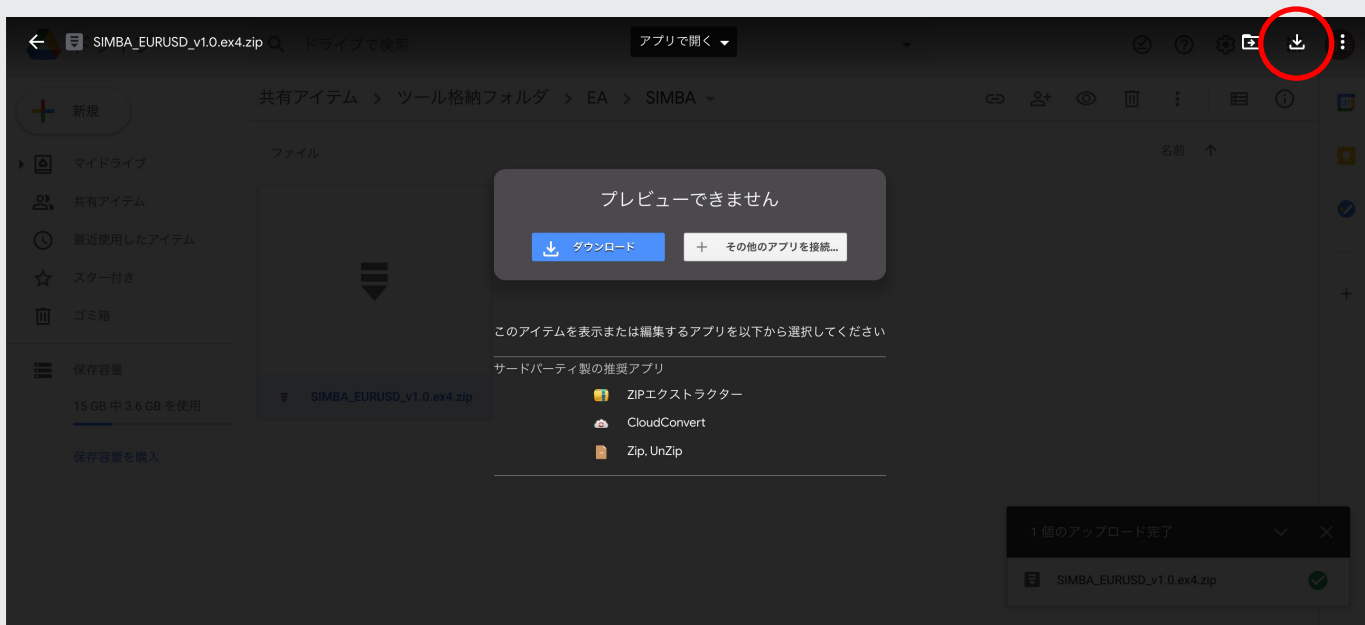 SIMBA_EURUSD_v1.0.ex4.zip
ドライブで検索
アプリで開く
新規
共有アイテム > ツール格納フォルダ > EA > SIMBA
マイドライブ
共有アイテム
最近使用したアイテム
スター付き
ゴミ箱
保存容量
15 GB 中 3.6 GB を使用
保存容量を購入
ファイル
名前
SIMBA_EURUSD_v1.0.ex4.zip
プレビューできません
ダウンロード
その他のアプリを接続...
このアイテムを表示または編集するアプリを以下から選択してください
サードパーティ製の推奨アプリ
ZIPエクストラクター
CloudConvert
Zip, UnZip
1 個のアップロード完了
SIMBA_EURUSD_v1.0.ex4.zip